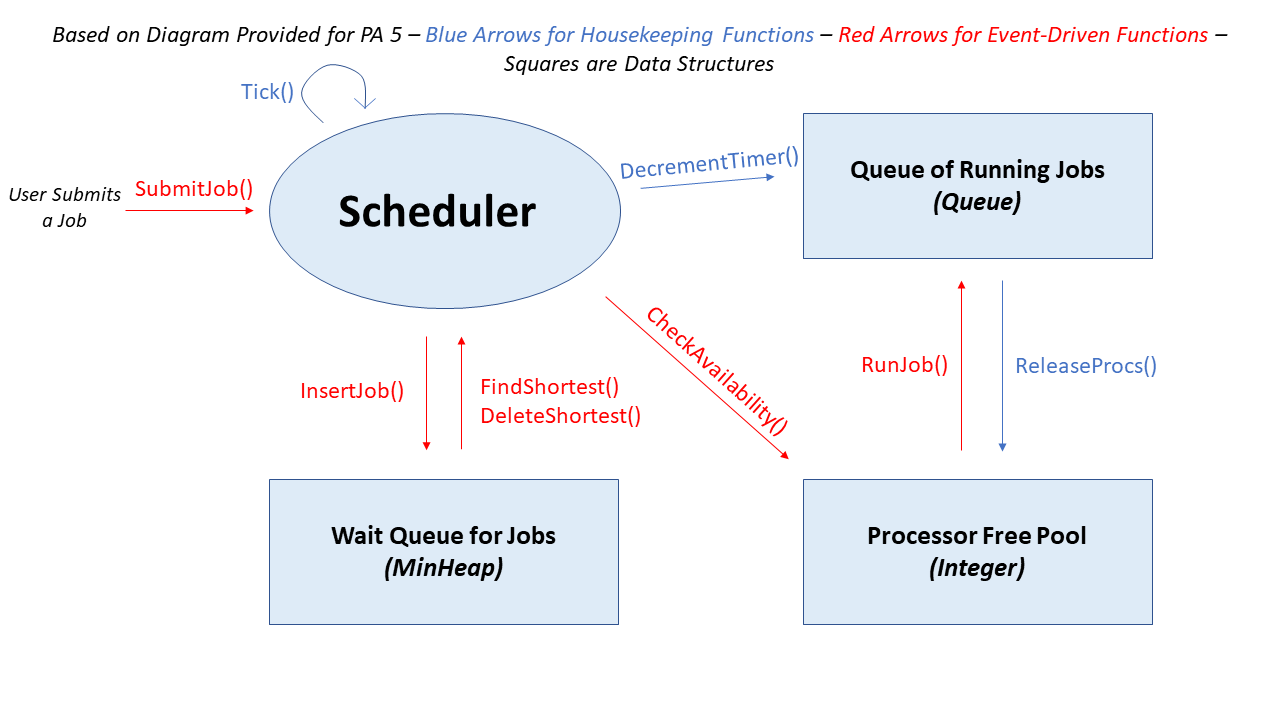 Based on Diagram Provided for PA 5 – Blue Arrows for Housekeeping Functions – Red Arrows for Event-Driven Functions –
Squares are Data Structures
Tick()
User Submits
a Job
SubmitJob()
Scheduler
DecrementTimer()
Queue of Running Jobs
(Queue)
InsertJob()
FindShortest()
DeleteShortest()
CheckAvailability()
RunJob()
ReleaseProcs()
Wait Queue for Jobs
(MinHeap)
Processor Free Pool
(Integer)